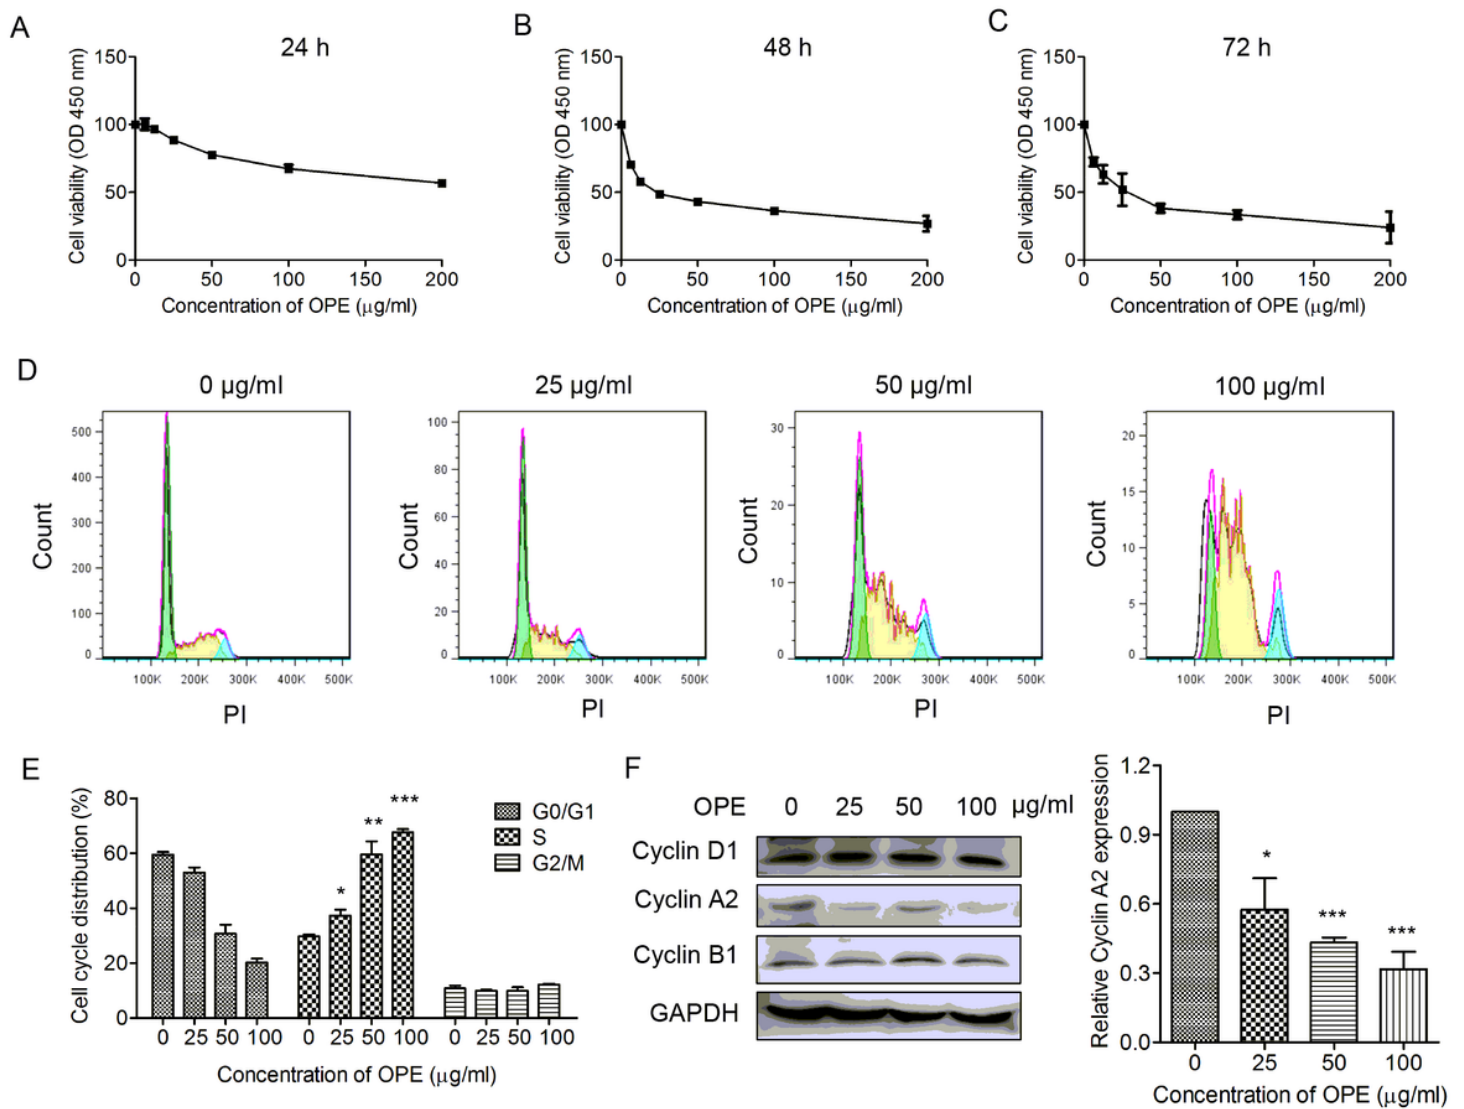 A
24 h
Cell viability (OD 450 nm)
150
100
50
0
0 50 100 150 200
Concentration of OPE (μg/ml)
B
48 h
Cell viability (OD 450 nm)
150
100
50
0
0 50 100 150 200
Concentration of OPE (μg/ml)
C
72 h
Cell viability (OD 450 nm)
150
100
50
0
0 50 100 150 200
Concentration of OPE (μg/ml)
D
0 μg/ml
Count
500
400
300
200
100
0
100K 200K 300K 400K 500K
PI
25 μg/ml
Count
100
80
60
40
20
0
100K 200K 300K 400K 500K
PI
50 μg/ml
Count
30
20
10
0
100K 200K 300K 400K 500K
PI
100 μg/ml
Count
20
15
10
5
0
100K 200K 300K 400K 500K
PI
E
Cell cycle distribution (%)
80
60
40
20
0
* ** ***
G0/G1
S
G2/M
0 25 50 100 0 25 50 100 0 25 50 100
Concentration of OPE (μg/ml)
F
OPE 0 25 50 100 μg/ml
Cyclin D1
Cyclin A2
Cyclin B1
GAPDH
Relative Cyclin A2 expression
1.2
0.9
0.6
0.3
0.0
* *** ***
0 25 50 100
Concentration of OPE (μg/ml)